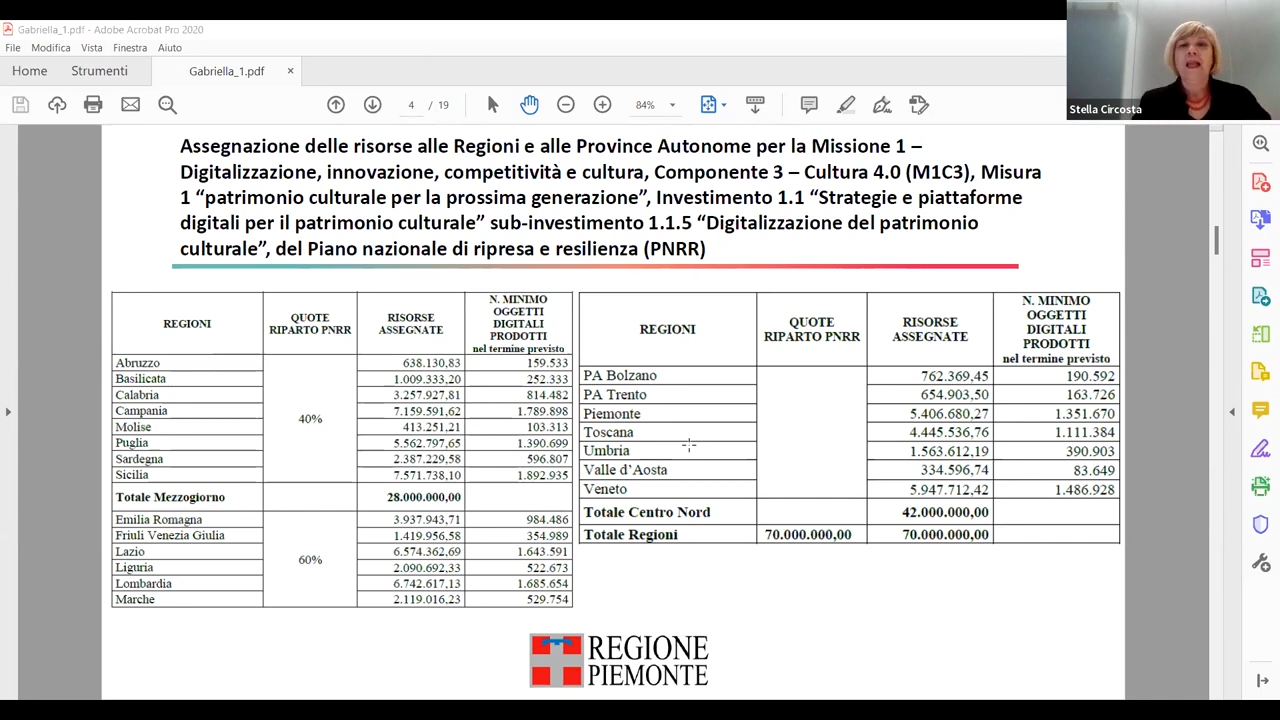 Gabriella_1.pdf - Adobe Acrobat Pro 2020
File Modifica Vista Finestra Aiuto
Home Strumenti Gabriella_1.pdf ×
4 / 19 84%
Stella Circosta
Assegnazione delle risorse alle Regioni e alle Province Autonome per la Missione 1 –
Digitalizzazione, innovazione, competitività e cultura, Componente 3 – Cultura 4.0 (M1C3), Misura
1 “patrimonio culturale per la prossima generazione”, Investimento 1.1 “Strategie e piattaforme
digitali per il patrimonio culturale” sub-investimento 1.1.5 “Digitalizzazione del patrimonio
culturale”, del Piano nazionale di ripresa e resilienza (PNRR)
REGIONI QUOTE RIPARTO PNRR RISORSE ASSEGNATE N. MINIMO OGGETTI DIGITALI PRODOTTI nel termine previsto
Abruzzo 638.130,83 159.533
Basilicata 1.009.333,20 252.333
Calabria 3.257.927,81 814.482
Campania 40% 7.159.591,62 1.789.898
Molise 413.251,21 103.313
Puglia 5.562.797,65 1.390.699
Sardegna 2.387.229,58 596.807
Sicilia 7.571.738,10 1.892.935
Totale Mezzogiorno 28.000.000,00
Emilia Romagna 3.937.943,71 984.486
Friuli Venezia Giulia 1.419.956,58 354.989
Lazio 60% 6.574.362,69 1.643.591
Liguria 2.090.692,33 522.673
Lombardia 6.742.617,13 1.685.654
Marche 2.119.016,23 529.754
REGIONI QUOTE RIPARTO PNRR RISORSE ASSEGNATE N. MINIMO OGGETTI DIGITALI PRODOTTI nel termine previsto
PA Bolzano 762.369,45 190.592
PA Trento 654.903,50 163.726
Piemonte 5.406.680,27 1.351.670
Toscana 4.445.536,76 1.111.384
Umbria 1.563.612,19 390.903
Valle d’Aosta 334.596,74 83.649
Veneto 5.947.712,42 1.486.928
Totale Centro Nord 42.000.000,00
Totale Regioni 70.000.000,00 70.000.000,00
REGIONE
PIEMONTE